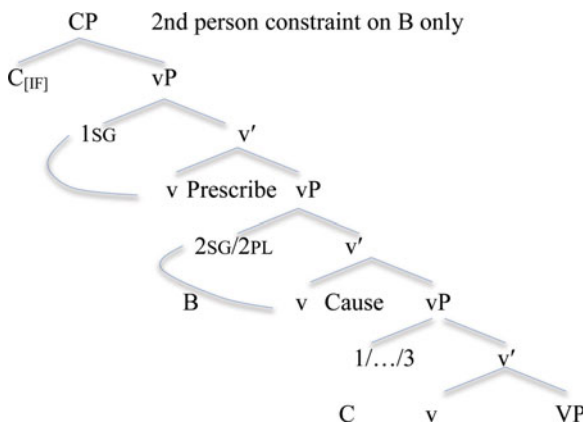 CP 2nd person constraint on B only
C[IF] vP
1SG v′
v Prescribe vP
2SG/2PL v′
B v Cause vP
1/…/3 v′
C v VP